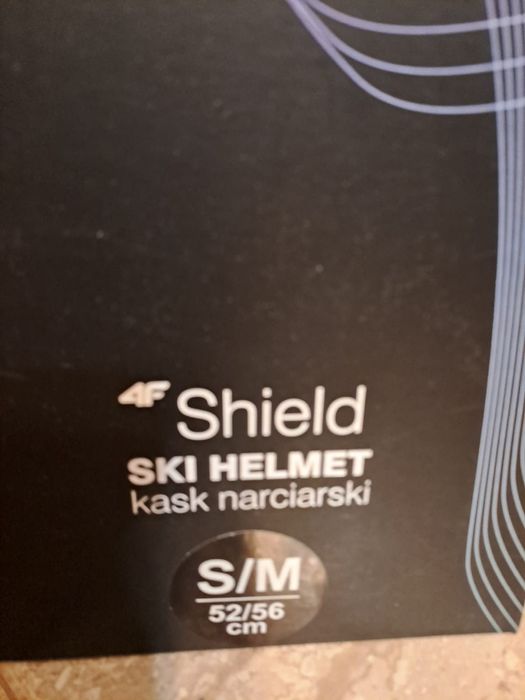 4F Shield
SKI HELMET
kask narciarski
S/M
52/56
cm